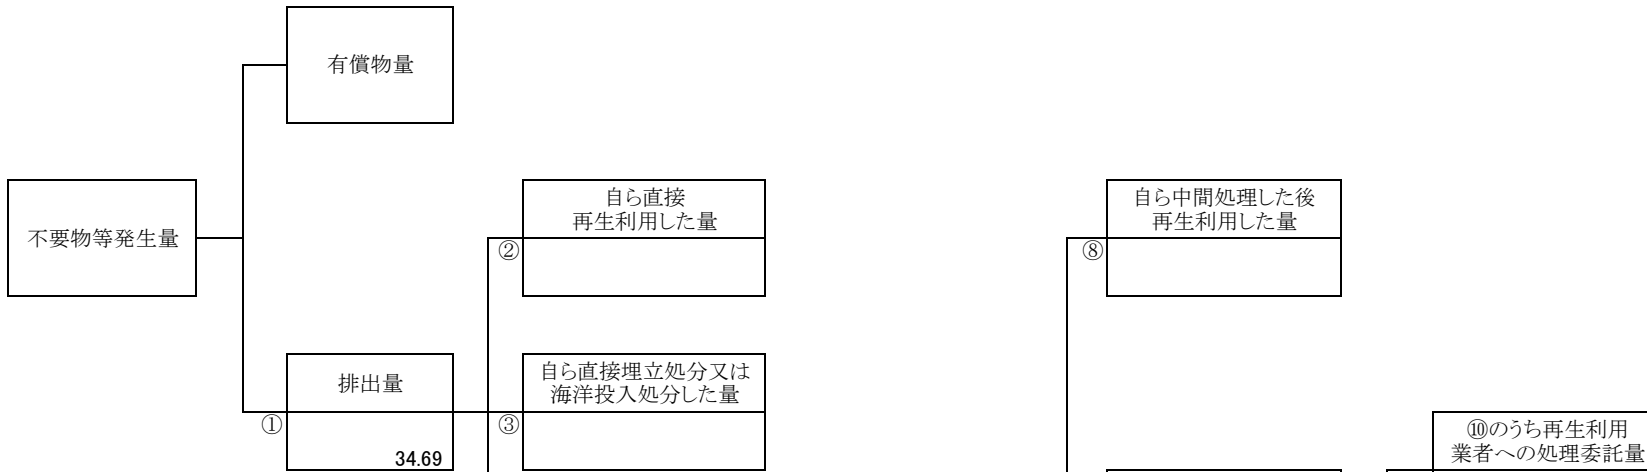 有償物量
不要物等発生量
自ら直接
再生利用した量
②
自ら中間処理した後
再生利用した量
⑧
排出量
①
34.69
自ら直接埋立処分又は
海洋投入処分した量
③
⑩のうち再生利用
業者への処理委託量